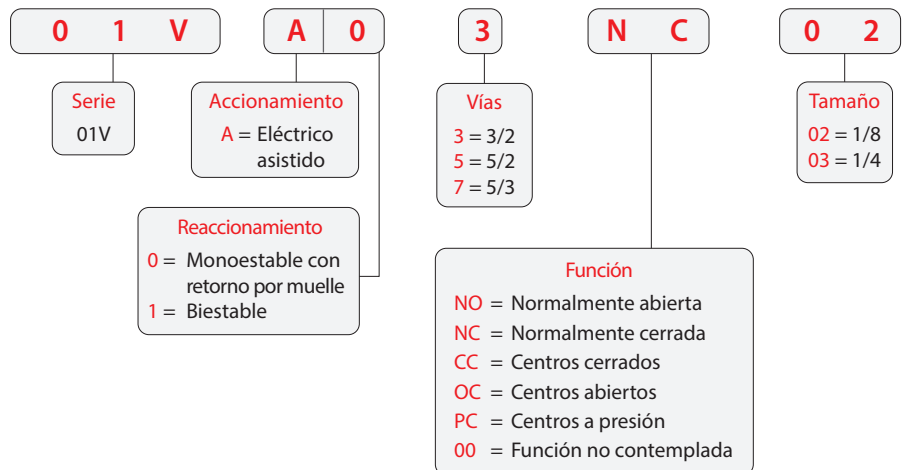 0 1 V A 0 3 N C 0 2
Serie
01V
Accionamiento
A = Eléctrico
asistido
Vías
3 = 3/2
5 = 5/2
7 = 5/3
Tamaño
02 = 1/8
03 = 1/4
Reaccionamiento
0 = Monoestable con
retorno por muelle
1 = Biestable
Función
NO = Normalmente abierta
NC = Normalmente cerrada
CC = Centros cerrados
OC = Centros abiertos
PC = Centros a presión
00 = Función no contemplada